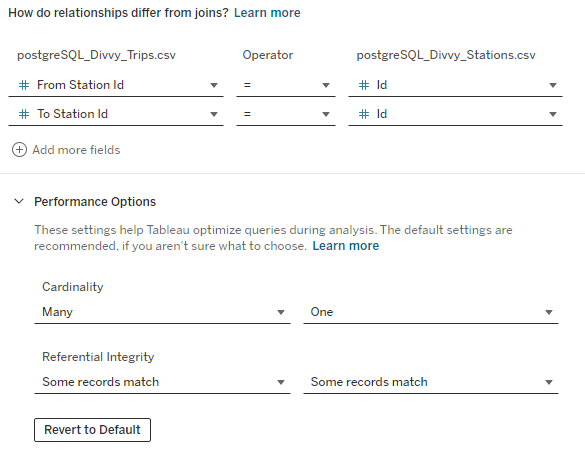 How do relationships differ from joins? Learn more
postgreSQL_Divvy_Trips.csv Operator postgreSQL_Divvy_Stations.csv
# From Station Id = # Id
# To Station Id = # Id
Add more fields
Performance Options
These settings help Tableau optimize queries during analysis. The default settings are
recommended, if you aren't sure what to choose. Learn more
Cardinality
Many One
Referential Integrity
Some records match Some records match
Revert to Default